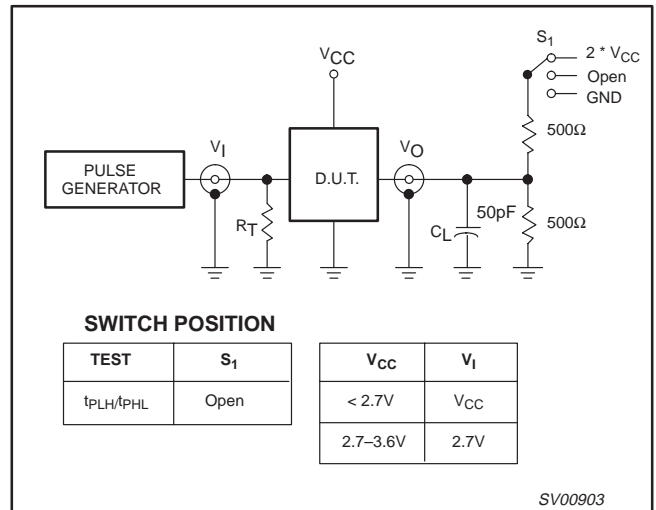 S1
2 * VCC
Open
GND
VCC
500Ω
VI
VO
PULSE
GENERATOR
D.U.T.
RT
50pF
CL
500Ω
SWITCH POSITION
TEST S1
tPLH/tPHL Open
VCC VI
< 2.7V VCC
2.7–3.6V 2.7V
SV00903